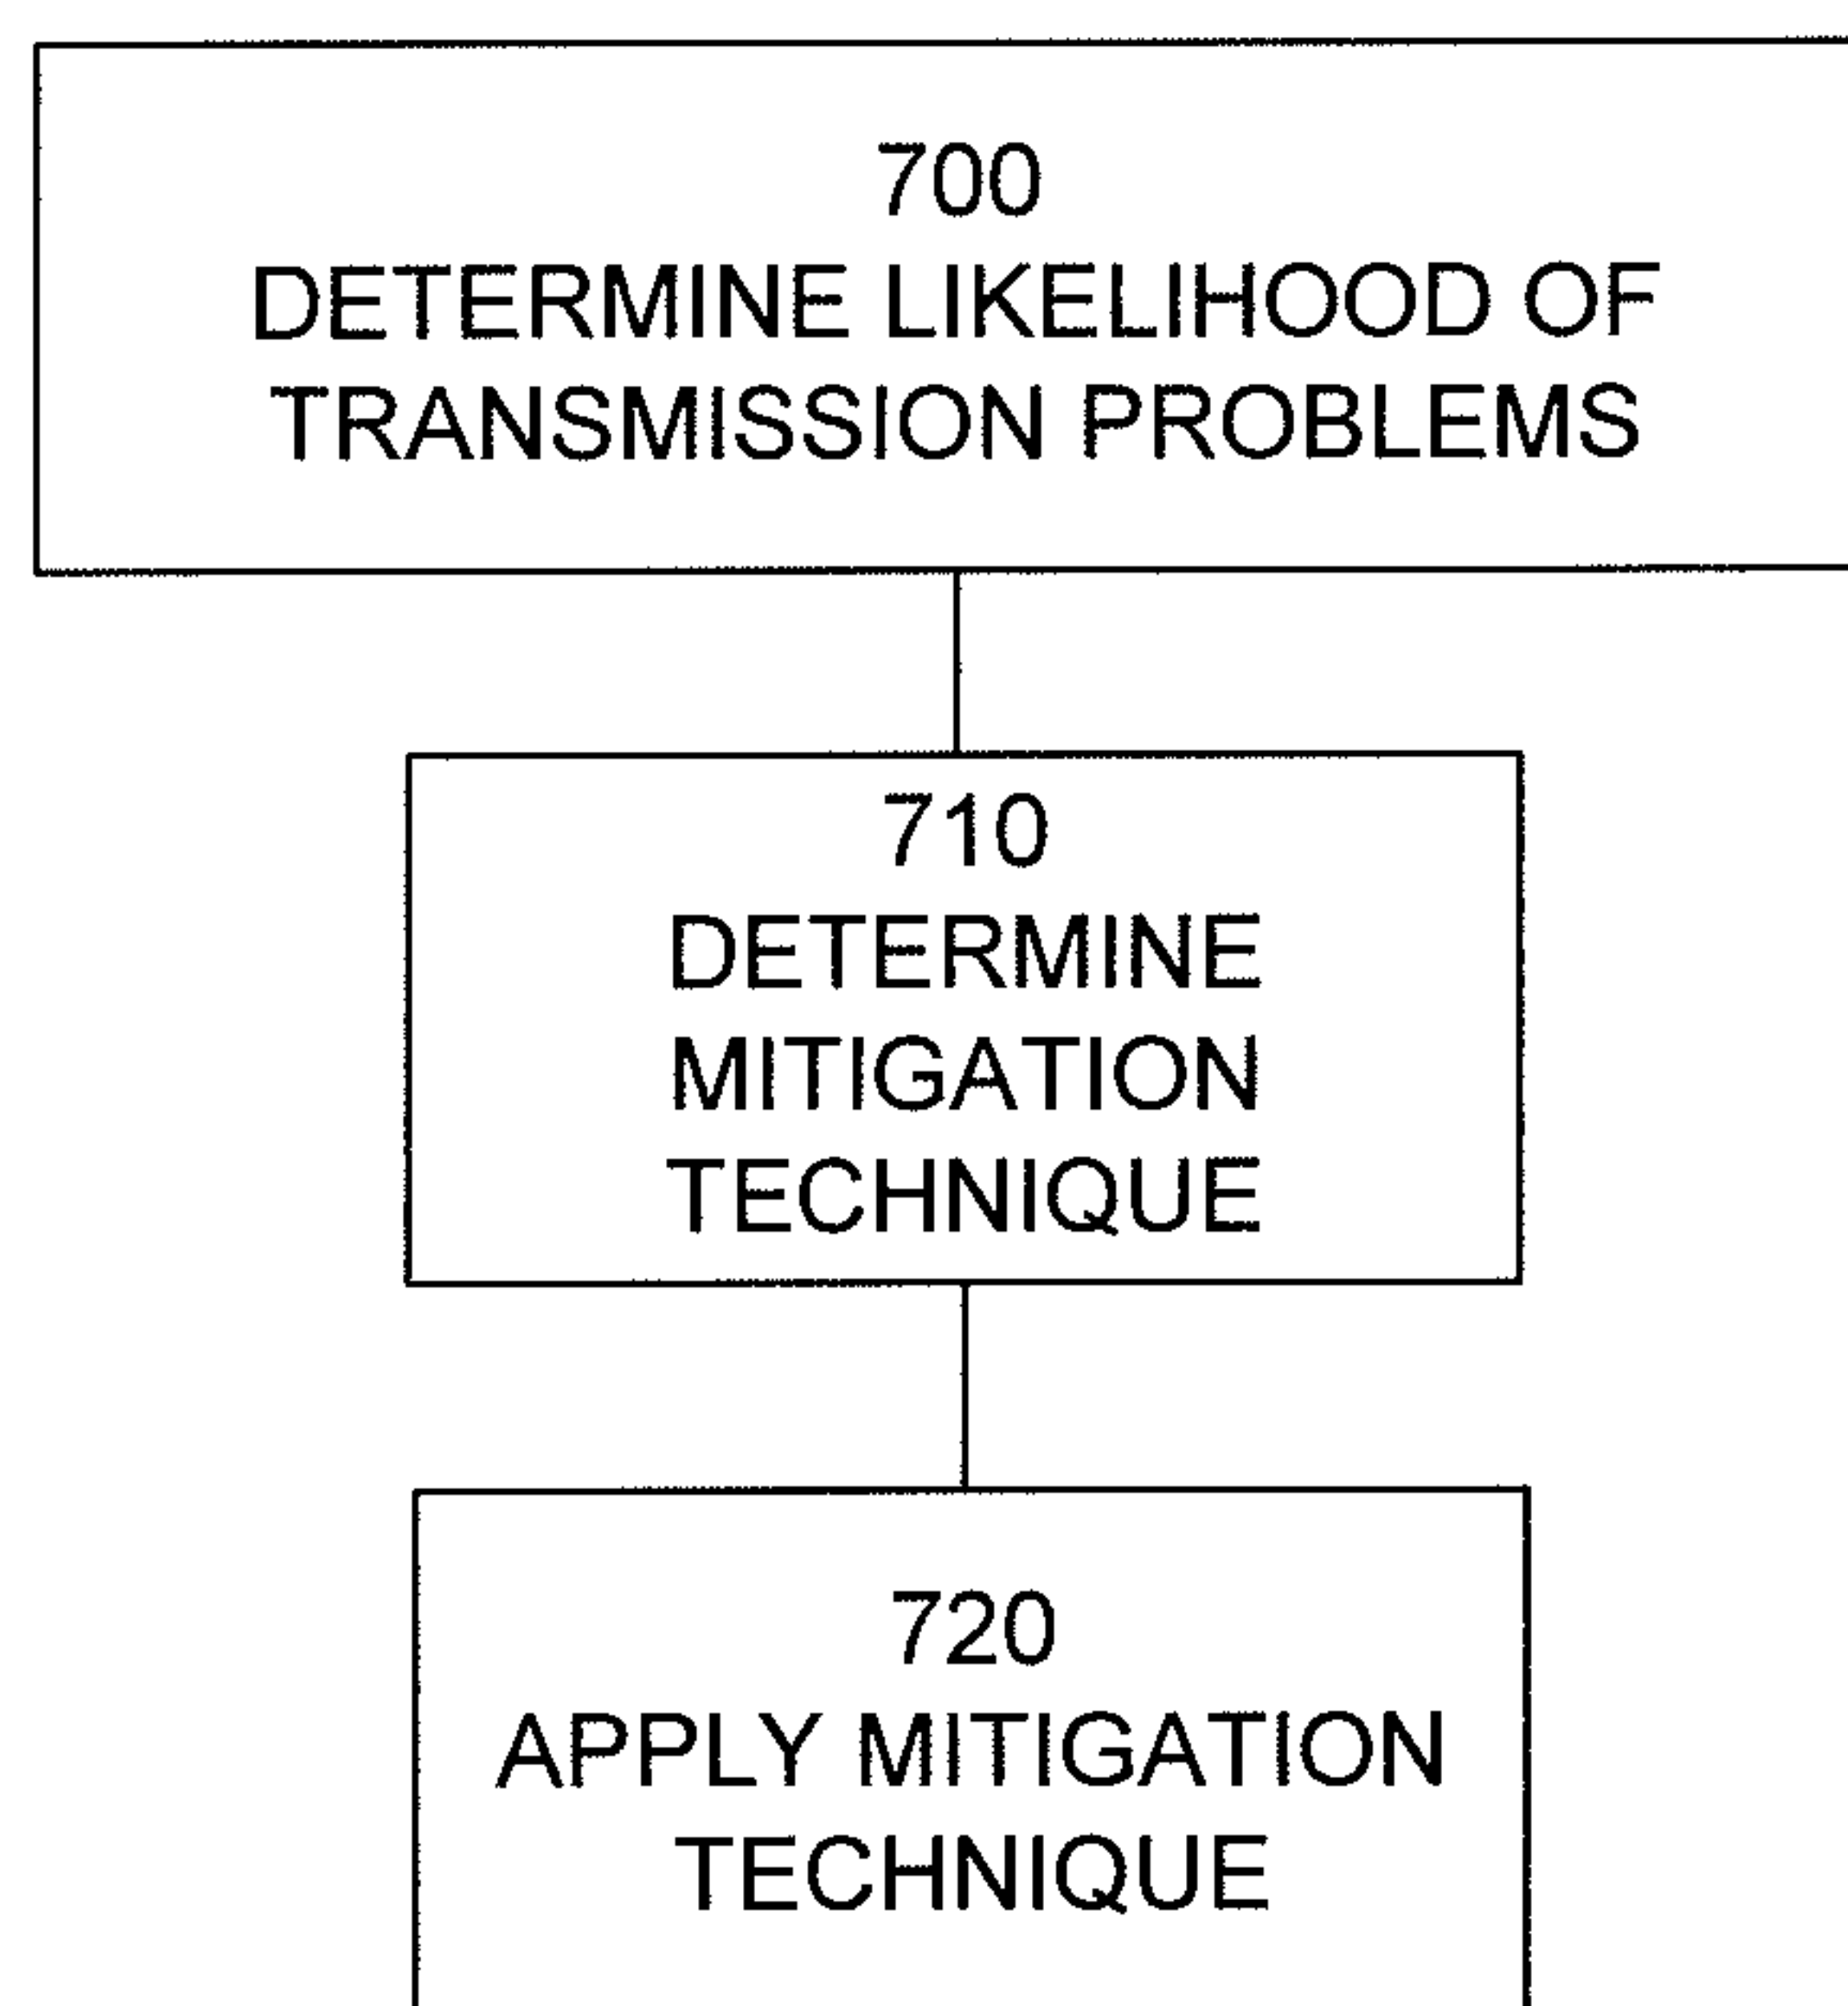 700
DETERMINE LIKELIHOOD OF
TRANSMISSION PROBLEMS
710
DETERMINE
MITIGATION
TECHNIQUE
720
APPLY MITIGATION
TECHNIQUE